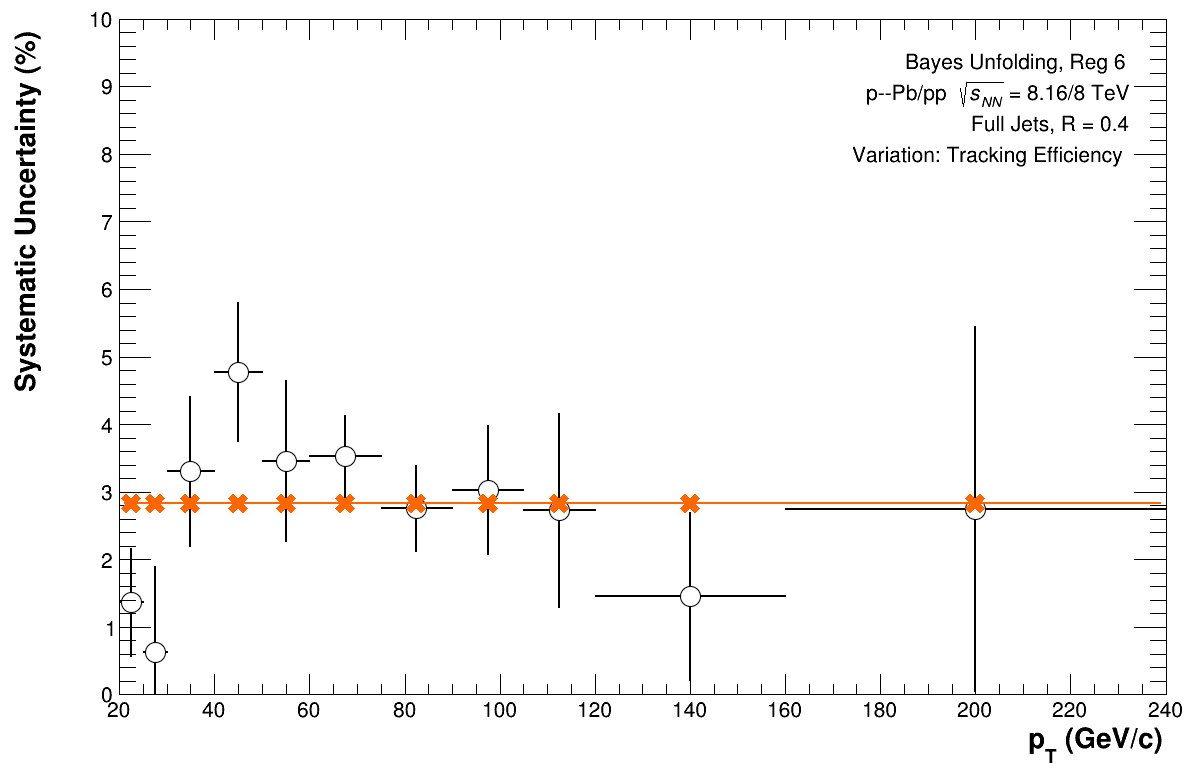 Systematic Uncertainty (%)
10
9
8
7
6
5
4
3
2
1
0
Bayes Unfolding, Reg 6
p--Pb/pp √sNN = 8.16/8 TeV
Full Jets, R = 0.4
Variation: Tracking Efficiency
20 40 60 80 100 120 140 160 180 200 220 240
pT (GeV/c)